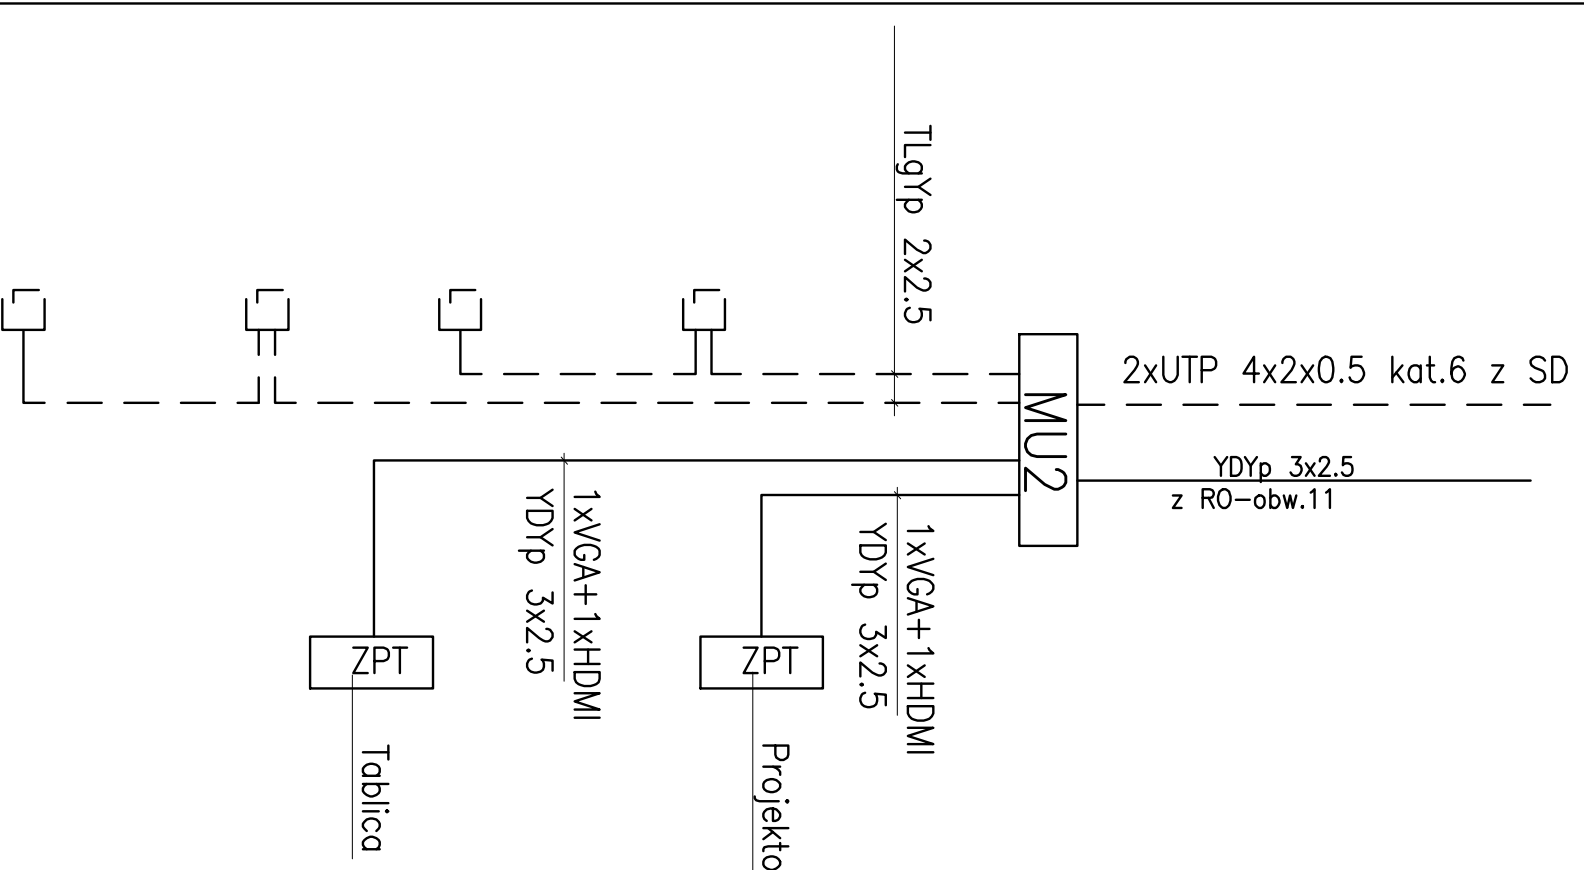 TLgYp 2x2.5
2xUTP 4x2x0.5 kat.6 z SD
MU2
YDYp 3x2.5
z RO-obw.11
1xVGA+1xHDMI
YDYp 3x2.5
1xVGA+1xHDMI
YDYp 3x2.5
ZPT
ZPT
Tablica
Projekto